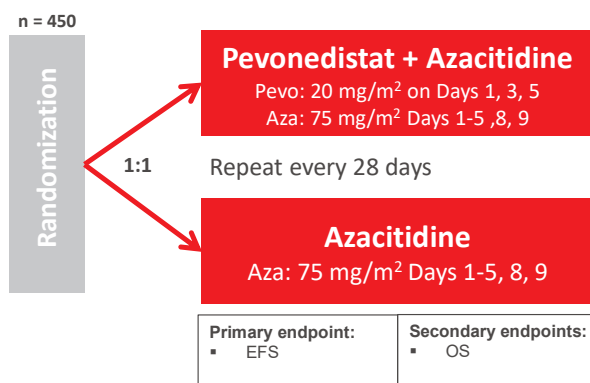 n = 450
Randomization
1:1
Pevonedistat + Azacitidine
Pevo: 20 mg/m² on Days 1, 3, 5
Aza: 75 mg/m² Days 1-5 ,8, 9
Repeat every 28 days
Azacitidine
Aza: 75 mg/m² Days 1-5, 8, 9
Primary endpoint:
▪ EFS
Secondary endpoints:
▪ OS